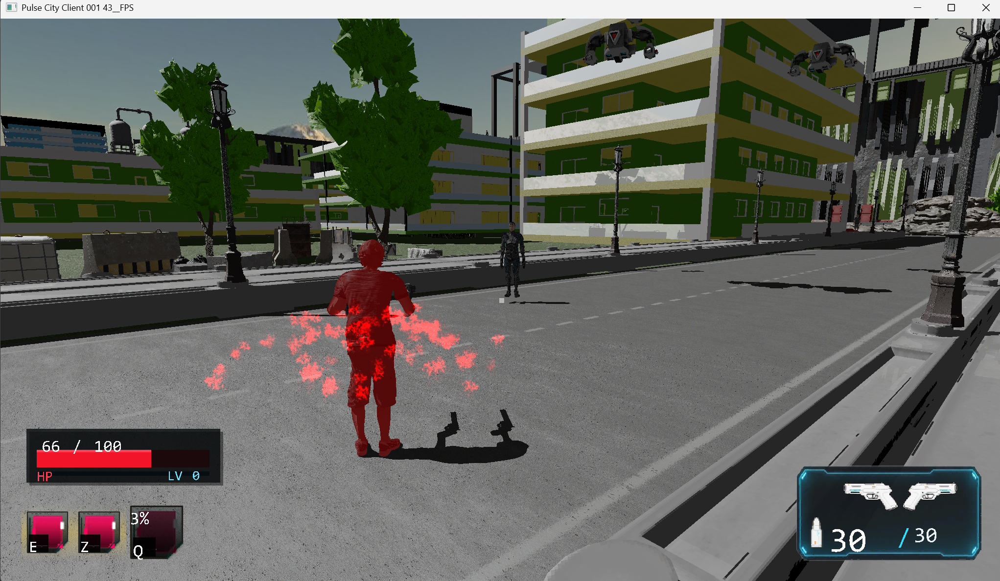 Pulse City Client 001 43__FPS
66 / 100
HP LV 0
3%
E Z Q
30 / 30